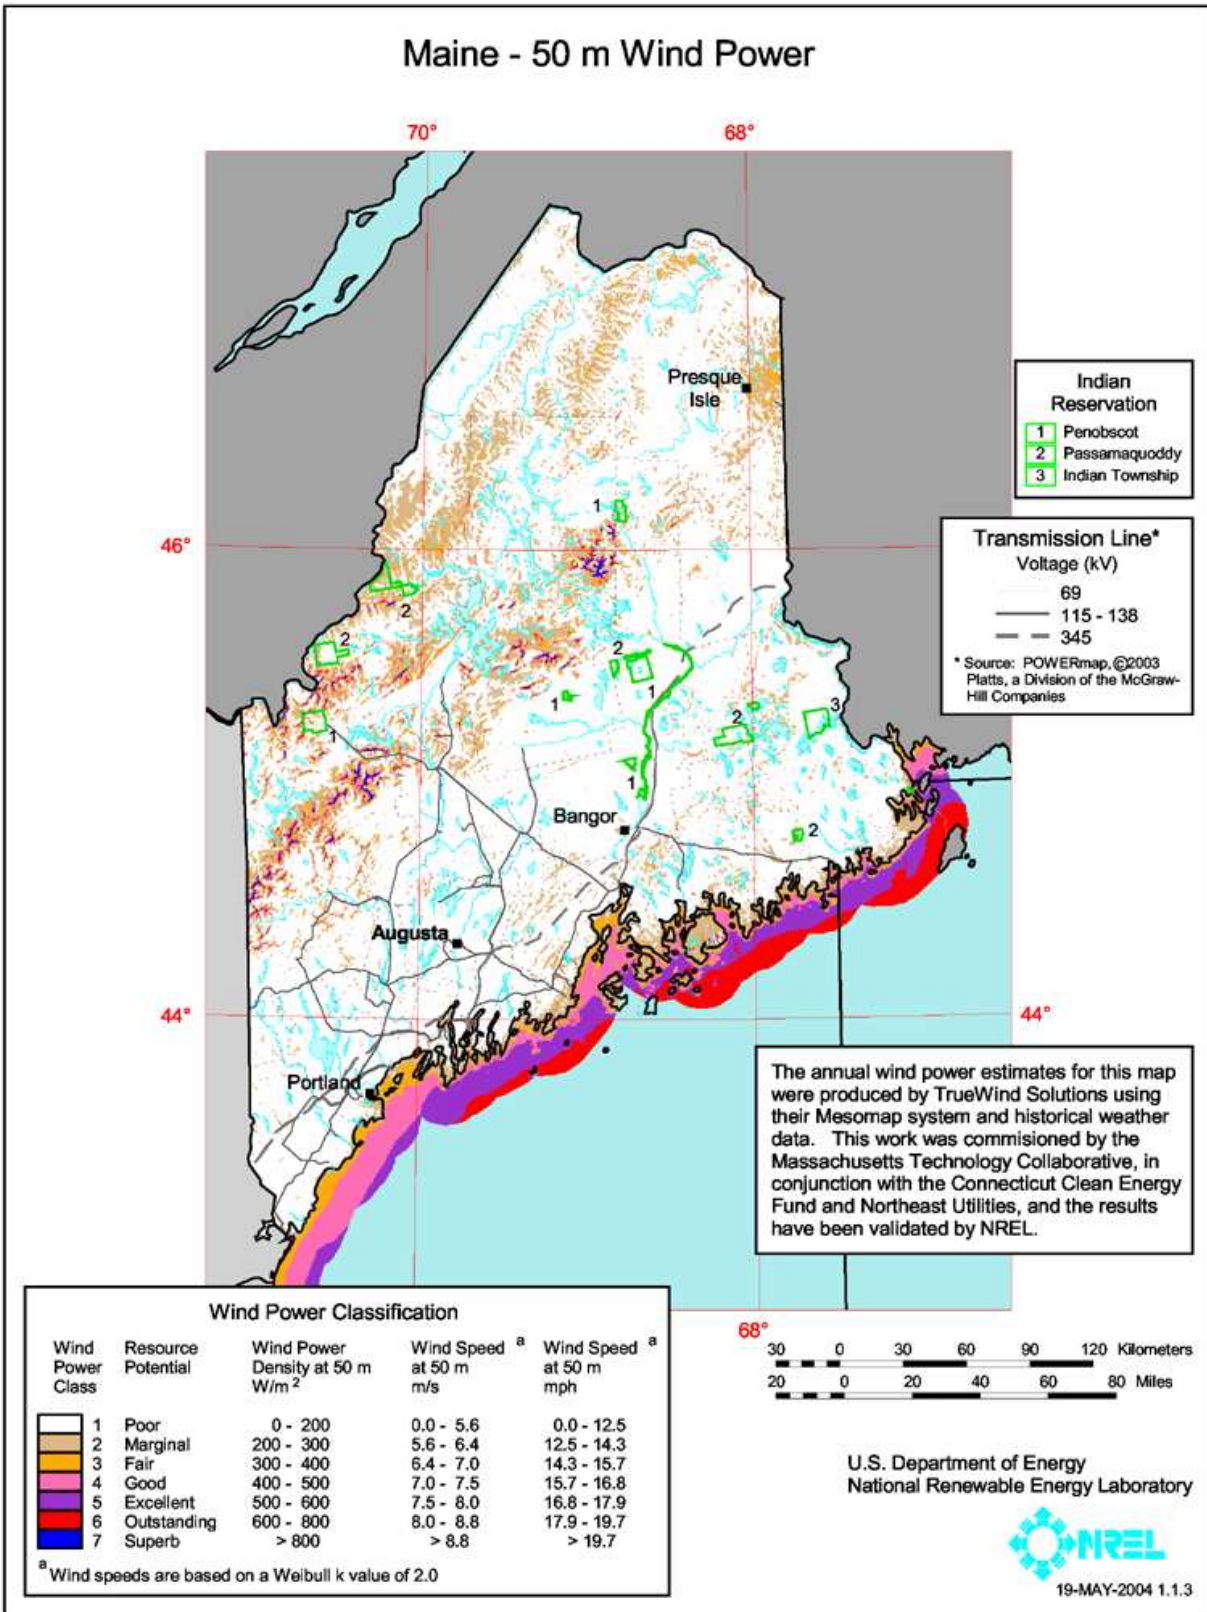 Maine - 50 m Wind Power
70°
68°
Presque
Isle
Indian
Reservation
1 Penobscot
2 Passamaquoddy
3 Indian Township
1
46°
Transmission Line*
Voltage (kV)
69
115 - 138
345
* Source: POWERmap, ©2003
Platts, a Division of the McGraw-
Hill Companies
2
2
2
1
1
3
2
1
1
Bangor
2
Augusta
44°
44°
Portland
The annual wind power estimates for this map
were produced by TrueWind Solutions using
their Mesomap system and historical weather
data. This work was commisioned by the
Massachusetts Technology Collaborative, in
conjunction with the Connecticut Clean Energy
Fund and Northeast Utilities, and the results
have been validated by NREL.
68°
Wind Power Classification
Wind Resource Wind Power Wind Speed a Wind Speed a
Power Potential Density at 50 m at 50 m at 50 m
Class W/m 2 m/s mph
1 Poor 0 - 200 0.0 - 5.6 0.0 - 12.5
2 Marginal 200 - 300 5.6 - 6.4 12.5 - 14.3
3 Fair 300 - 400 6.4 - 7.0 14.3 - 15.7
4 Good 400 - 500 7.0 - 7.5 15.7 - 16.8
5 Excellent 500 - 600 7.5 - 8.0 16.8 - 17.9
6 Outstanding 600 - 800 8.0 - 8.8 17.9 - 19.7
7 Superb > 800 > 8.8 > 19.7
a Wind speeds are based on a Weibull k value of 2.0
30 0 30 60 90 120 Kilometers
20 0 20 40 60 80 Miles
U.S. Department of Energy
National Renewable Energy Laboratory
NREL
19-MAY-2004 1.1.3